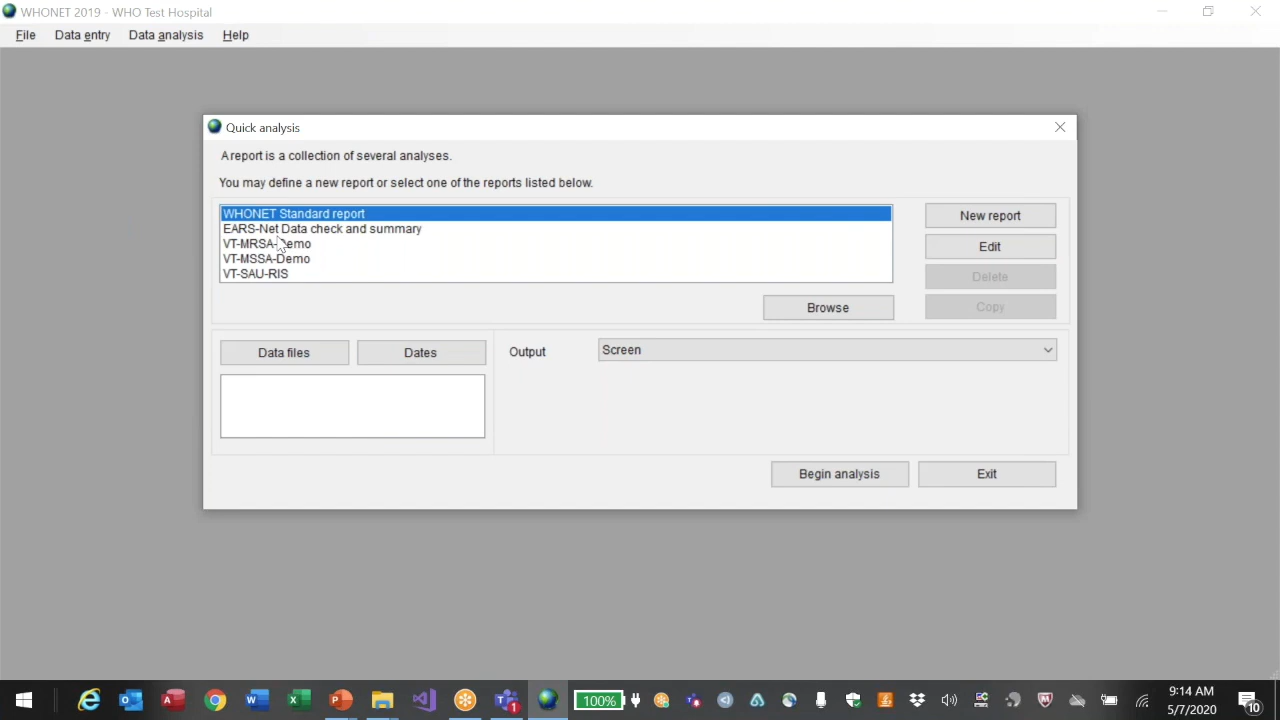 WHONET 2019 - WHO Test Hospital
File Data entry Data analysis Help
Quick analysis
A report is a collection of several analyses.
You may define a new report or select one of the reports listed below.
WHONET Standard report
EARS-Net Data check and summary
VT-MRSA-Demo
VT-MSSA-Demo
VT-SAU-RIS
New report
Edit
Delete
Copy
Browse
Data files
Dates
Output
Screen
Begin analysis
Exit
100%
1
9:14 AM
5/7/2020
10